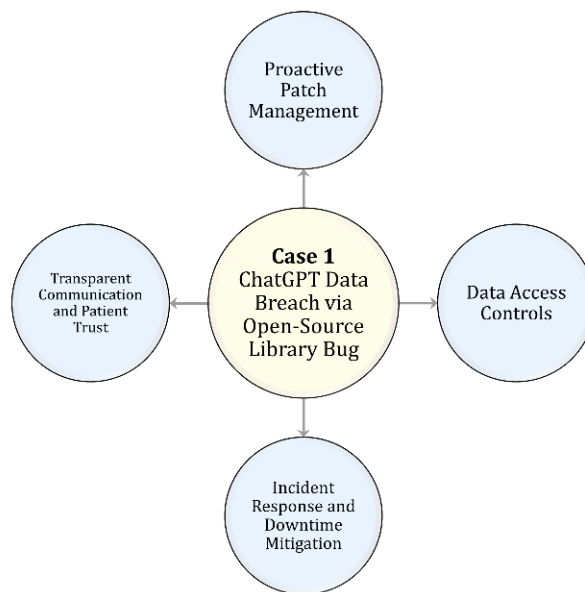 Proactive
Patch
Management
Case 1
ChatGPT Data
Breach via
Open-Source
Library Bug
Transparent
Communication
and Patient
Trust
Data Access
Controls
Incident
Response and
Downtime
Mitigation